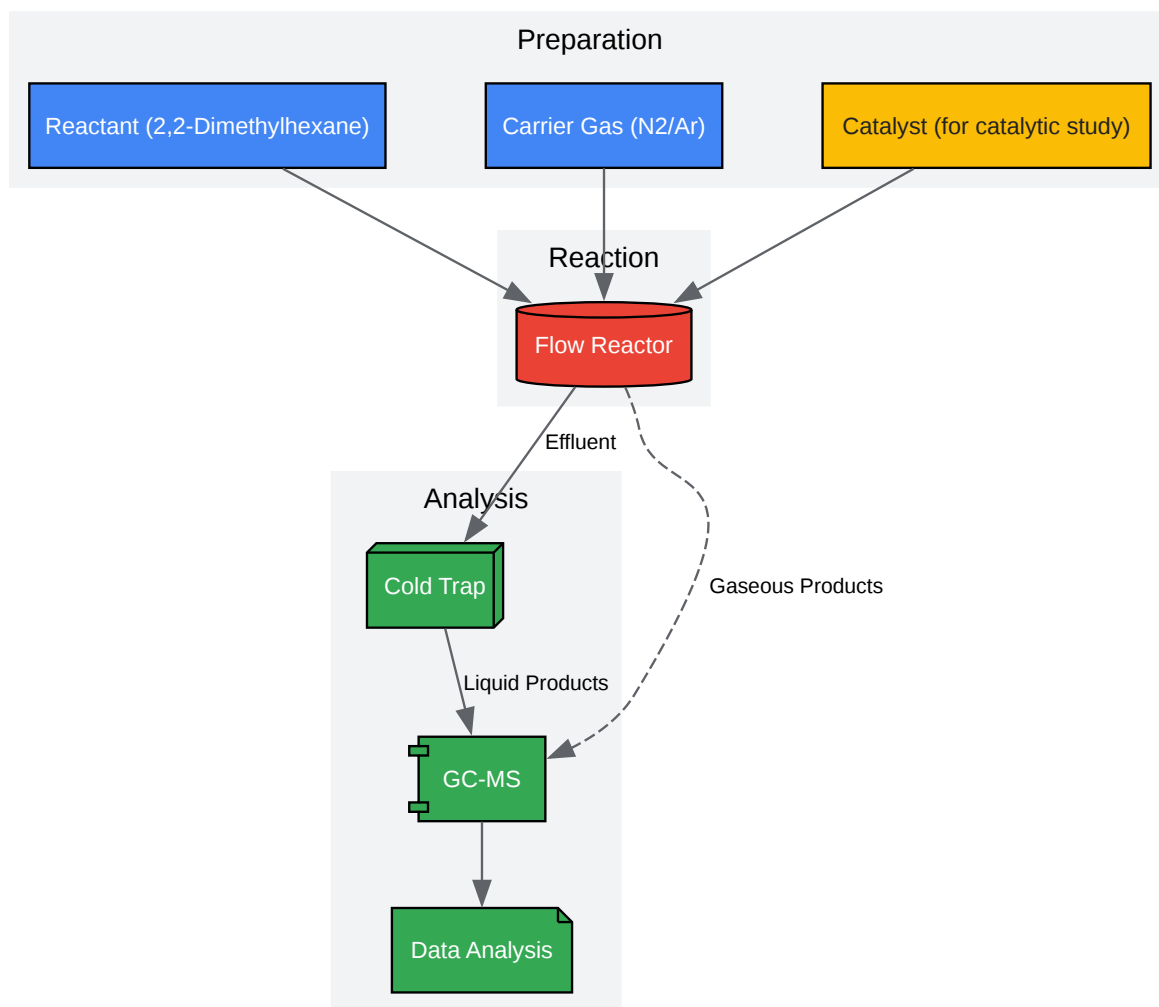 Preparation
Reactant (2,2-Dimethylhexane)
Carrier Gas (N2/Ar)
Catalyst (for catalytic study)
Reaction
Flow Reactor
Effluent
Analysis
Cold Trap
Gaseous Products
Liquid Products
GC-MS
Data Analysis